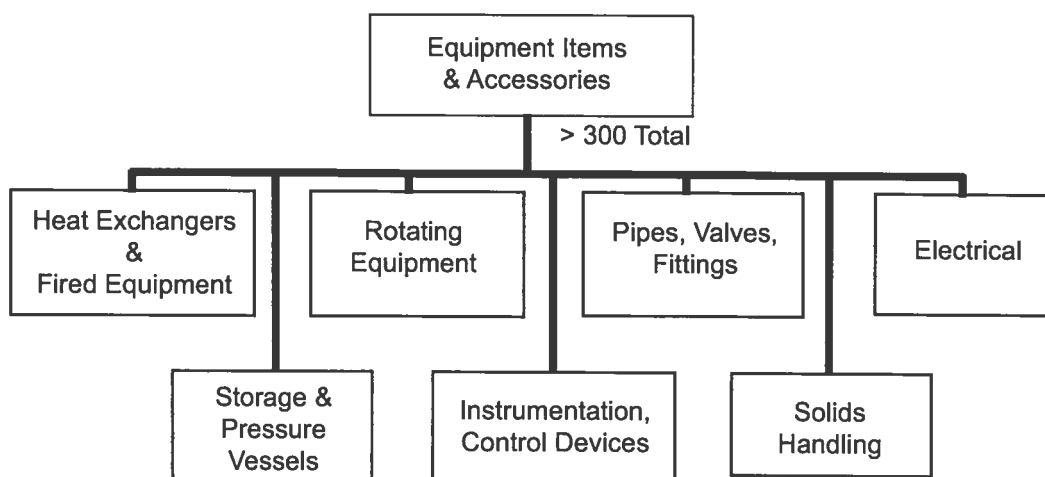 Equipment Items
& Accessories
> 300 Total
Heat Exchangers
&
Fired Equipment
Rotating
Equipment
Pipes, Valves,
Fittings
Electrical
Storage &
Pressure
Vessels
Instrumentation,
Control Devices
Solids
Handling